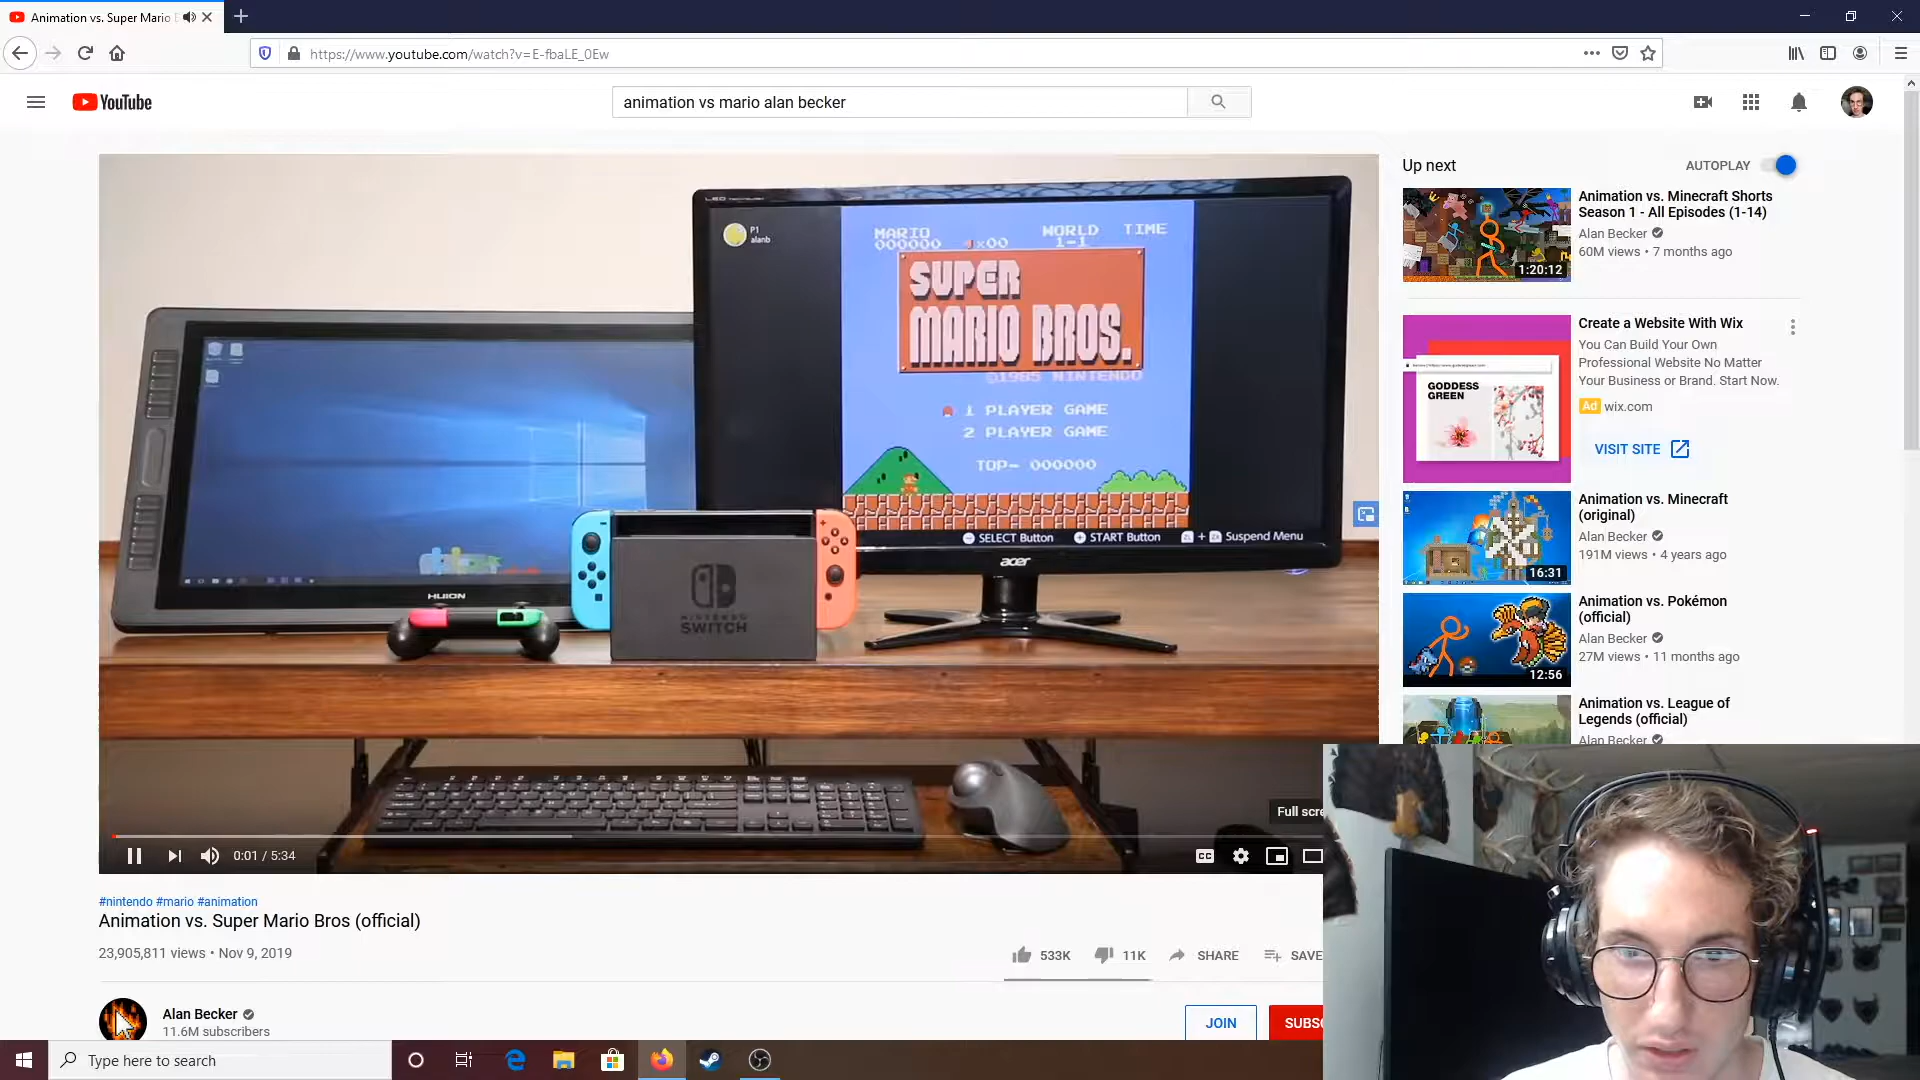 Animation vs. Super Mario
https://www.youtube.com/watch?v=E-fbaLE_0Ew
YouTube
animation vs mario alan becker
LED
P1
alanb
MARIO
000000
x00
WORLD
1-1
TIME
SUPER
MARIO BROS.
©1985 NINTENDO
1 PLAYER GAME
2 PLAYER GAME
TOP- 000000
SELECT Button
START Button
+
Suspend Menu
acer
HUION
NINTENDO
SWITCH
Full scre
0:01 / 5:34
CC
#nintendo #mario #animation
Animation vs. Super Mario Bros (official)
23,905,811 views • Nov 9, 2019
533K
11K
SHARE
SAVE
Alan Becker
11.6M subscribers
JOIN
SUBSC
Up next
AUTOPLAY
1:20:12
Animation vs. Minecraft Shorts
Season 1 - All Episodes (1-14)
Alan Becker
60M views • 7 months ago
GODDESS
GREEN
Create a Website With Wix
You Can Build Your Own
Professional Website No Matter
Your Business or Brand. Start Now.
Ad wix.com
VISIT SITE
16:31
Animation vs. Minecraft
(original)
Alan Becker
191M views • 4 years ago
12:56
Animation vs. Pokémon
(official)
Alan Becker
27M views • 11 months ago
Animation vs. League of
Legends (official)
Alan Becker
Type here to search